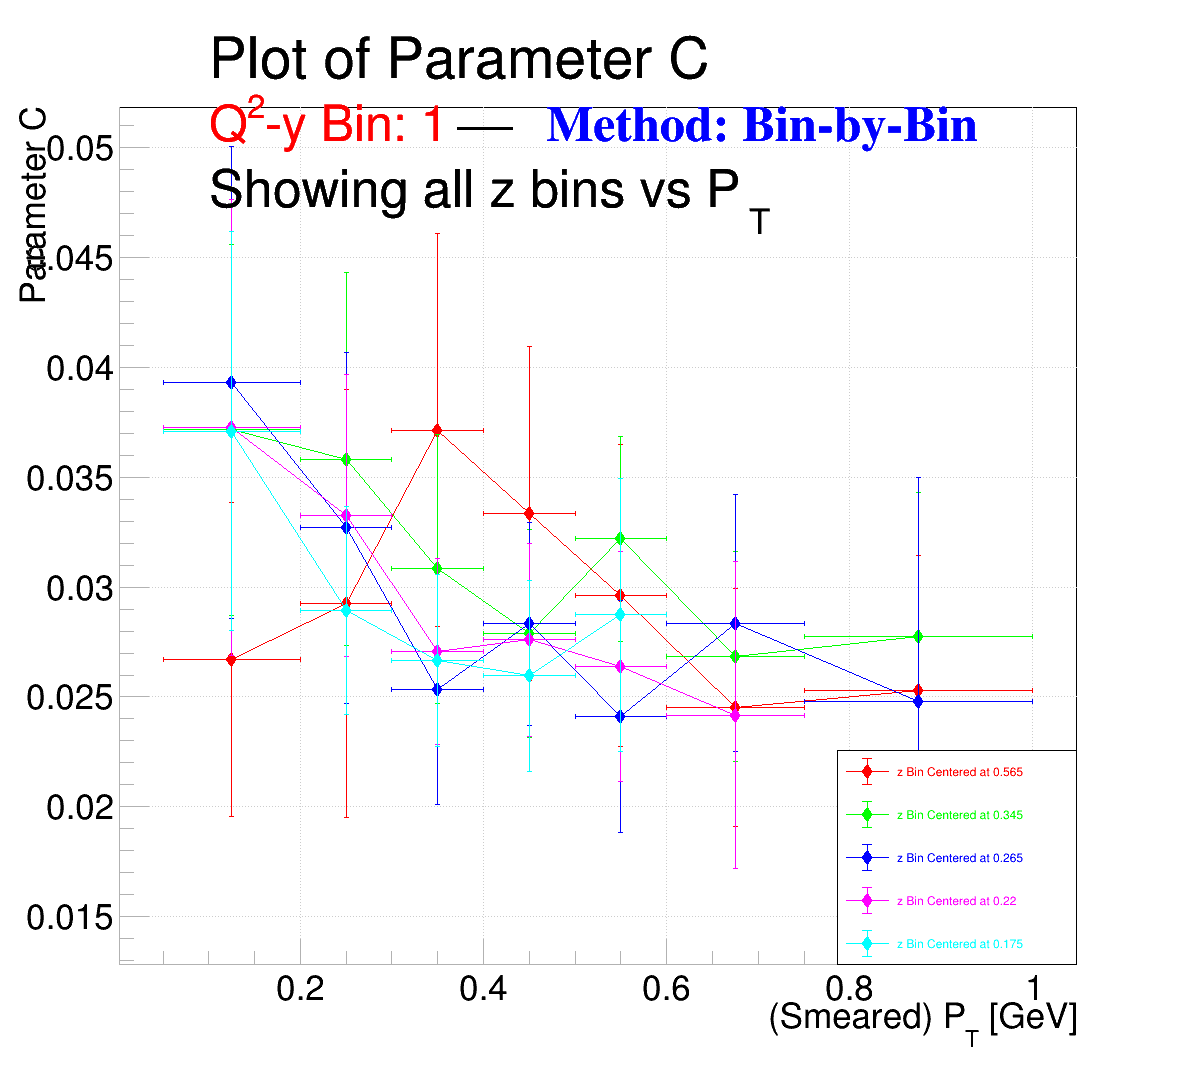 Plot of Parameter C
Q2-y Bin: 1 — Method: Bin-by-Bin
Showing all z bins vs P T
Parameter C
0.05
0.045
0.04
0.035
0.03
0.025
0.02
0.015
z Bin Centered at 0.565
z Bin Centered at 0.345
z Bin Centered at 0.265
z Bin Centered at 0.22
z Bin Centered at 0.175
0.2 0.4 0.6 0.8 1
(Smeared) P T [GeV]